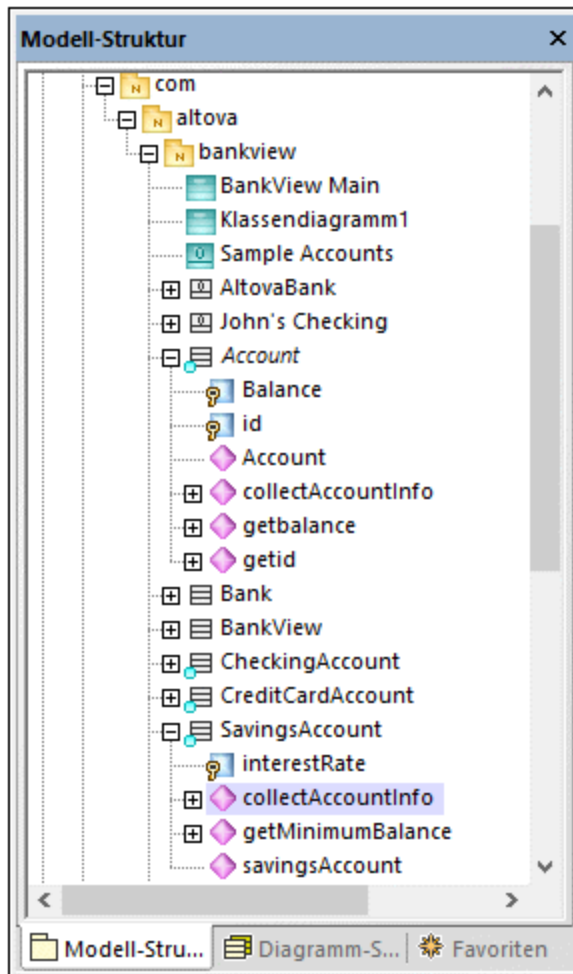 Modell-Struktur
com
altova
bankview
BankView Main
Klassendiagramm1
Sample Accounts
AltovaBank
John's Checking
Account
Balance
id
Account
collectAccountInfo
getbalance
getid
Bank
BankView
CheckingAccount
CreditCardAccount
SavingsAccount
interestRate
collectAccountInfo
getMinimumBalance
savingsAccount
Modell-Stru... Diagramm-S... Favoriten